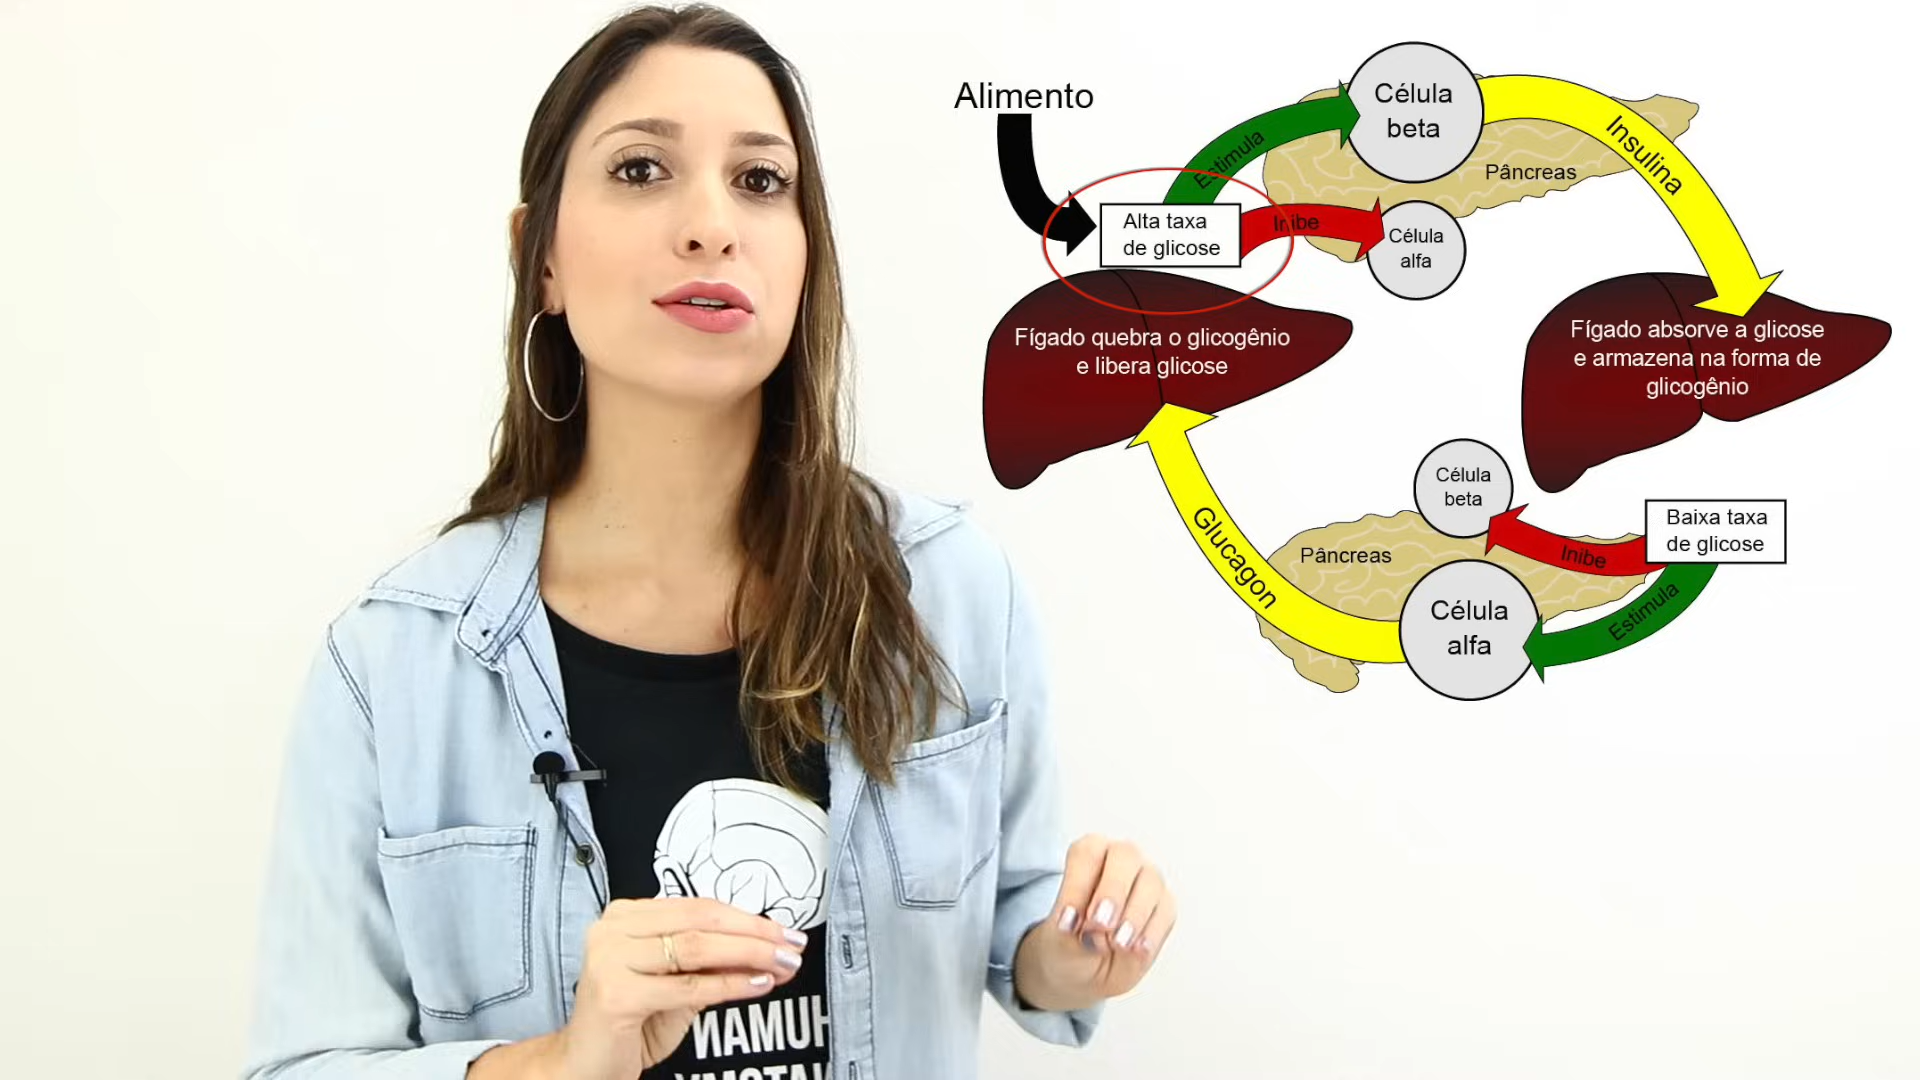 Alimento
Célula
beta
Estimula
Insulina
Pâncreas
Alta taxa
de glicose
Inibe
Célula
alfa
Fígado quebra o glicogênio
e libera glicose
Fígado absorve a glicose
e armazena na forma de
glicogênio
Célula
beta
Baixa taxa
de glicose
Inibe
Pâncreas
Glucagon
Célula
alfa
Estimula
HUMAN